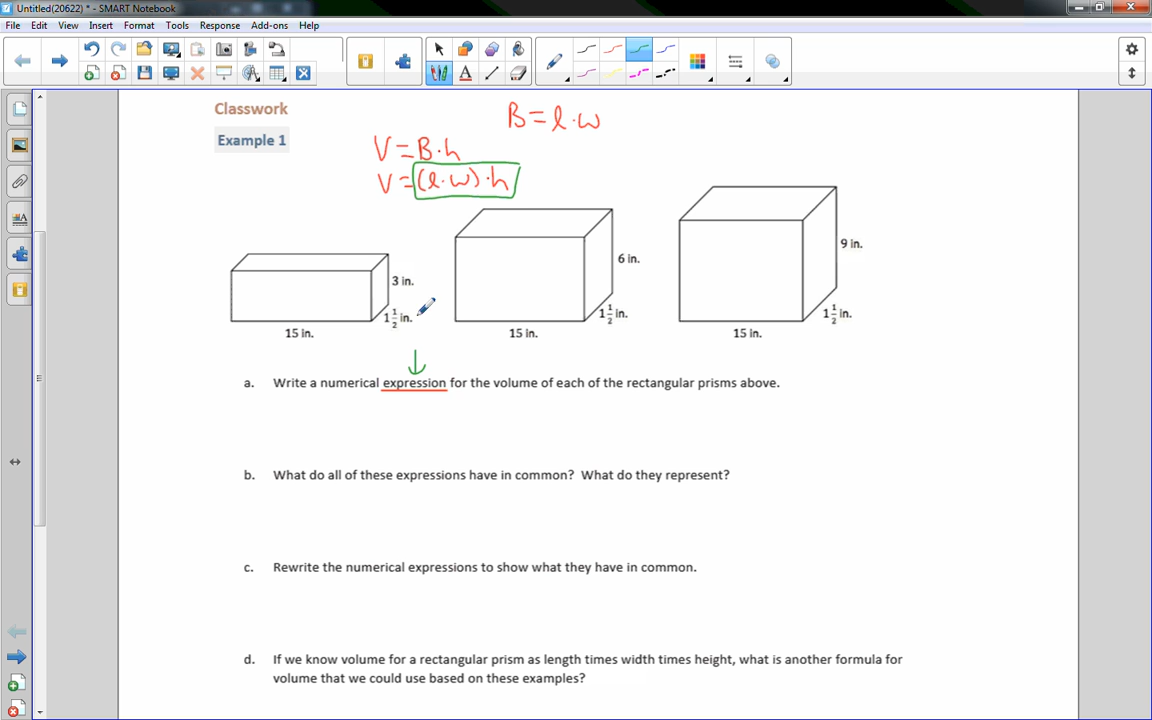 Untitled(20622) * - SMART Notebook
File Edit View Insert Format Tools Response Add-ons Help
Classwork
Example 1
B = l · w
V = B · h
V = (l · w) · h
3 in.
1 1/2 in.
15 in.
6 in.
1 1/2 in.
15 in.
9 in.
1 1/2 in.
15 in.
a. Write a numerical expression for the volume of each of the rectangular prisms above.
b. What do all of these expressions have in common? What do they represent?
c. Rewrite the numerical expressions to show what they have in common.
d. If we know volume for a rectangular prism as length times width times height, what is another formula for
volume that we could use based on these examples?